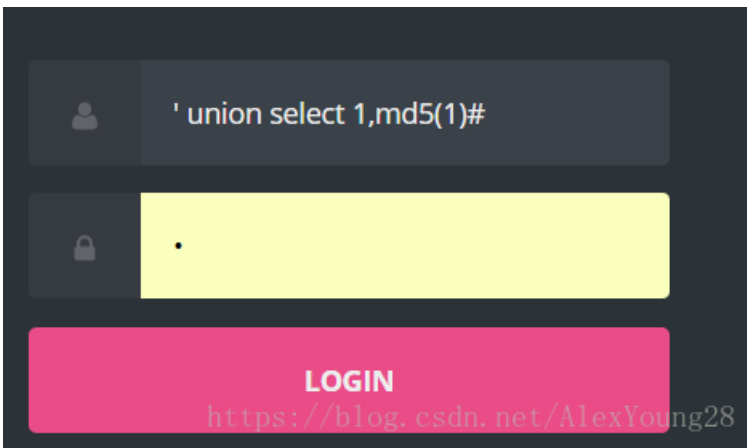 ' union select 1,md5(1)#
•
LOGIN
https://blog.csdn.net/AlexYoung28